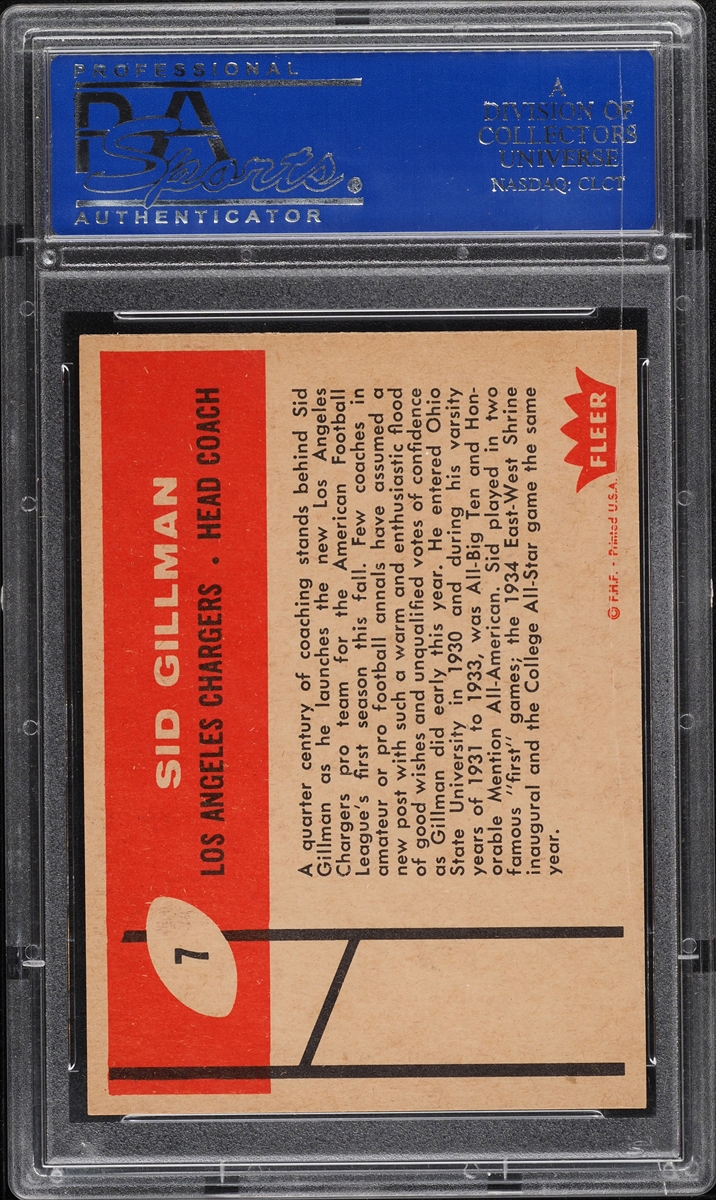 PROFESSIONAL
PSA
Sports.®
AUTHENTICATOR
A
DIVISION OF
COLLECTORS
UNIVERSE
NASDAQ: CLCT
7
SID GILLMAN
LOS ANGELES CHARGERS • HEAD COACH
A quarter century of coaching stands behind Sid
Gillman as he launches the new Los Angeles
Chargers pro team for the American Football
League's first season this fall. Few coaches in
amateur or pro football annals have assumed a
new post with such a warm and enthusiastic flood
of good wishes and unqualified votes of confidence
as Gillman did early this year. He entered Ohio
State University in 1930 and during his varsity
years of 1931 to 1933, was All-Big Ten and Hon-
orable Mention All-American. Sid played in two
famous "first" games; the 1934 East-West Shrine
inaugural and the College All-Star game the same
year.
© F.H.F. • Printed U.S.A.
FLEER